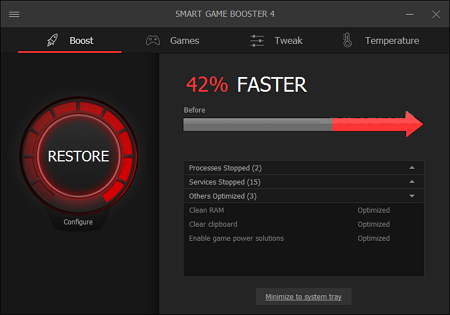 SMART GAME BOOSTER 4
Boost
Games
Tweak
Temperature
42% FASTER
Before
RESTORE
Configure
Processes Stopped (2)
Services Stopped (15)
Others Optimized (3)
Clean RAM Optimized
Clear clipboard Optimized
Enable game power solutions Optimized
Minimize to system tray